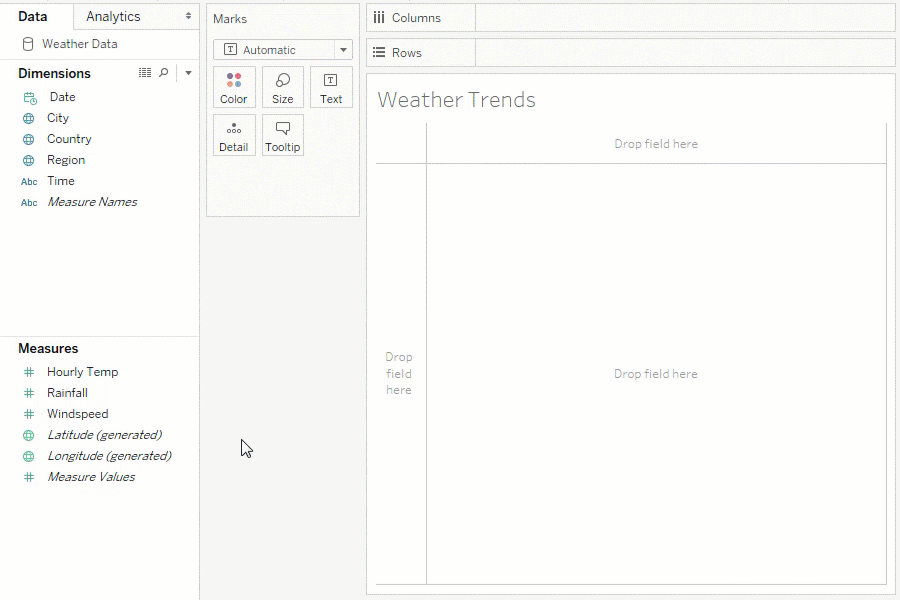 Data
Analytics
Weather Data
Dimensions
Date
City
Country
Region
Abc Time
Abc Measure Names
Measures
Hourly Temp
Rainfall
Windspeed
Latitude (generated)
Longitude (generated)
Measure Values
Marks
T Automatic
Color
Size
T Text
Detail
Tooltip
Columns
Rows
Weather Trends
Drop field here
Drop
field
here
Drop field here